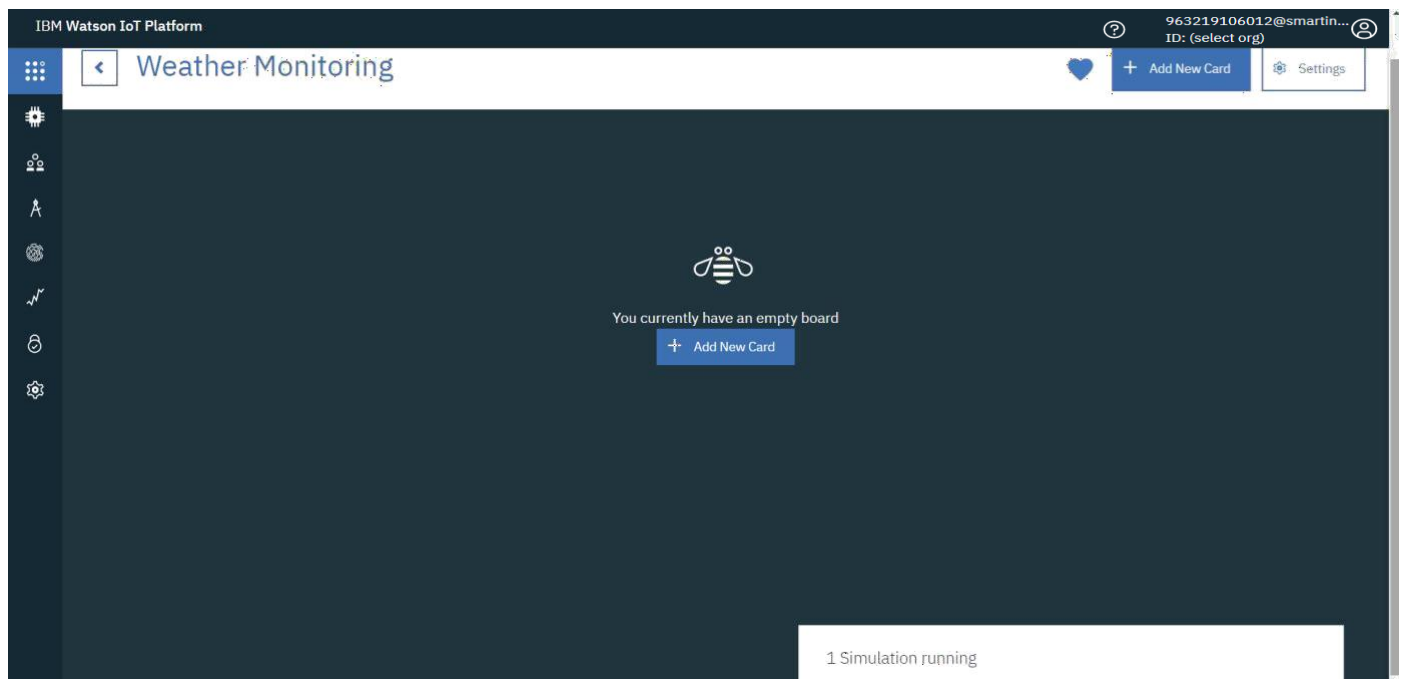 IBM Watson IoT Platform
963219106012@smartin...
ID: (select org)
Weather Monitoring
Add New Card
Settings
You currently have an empty board
Add New Card
1 Simulation running